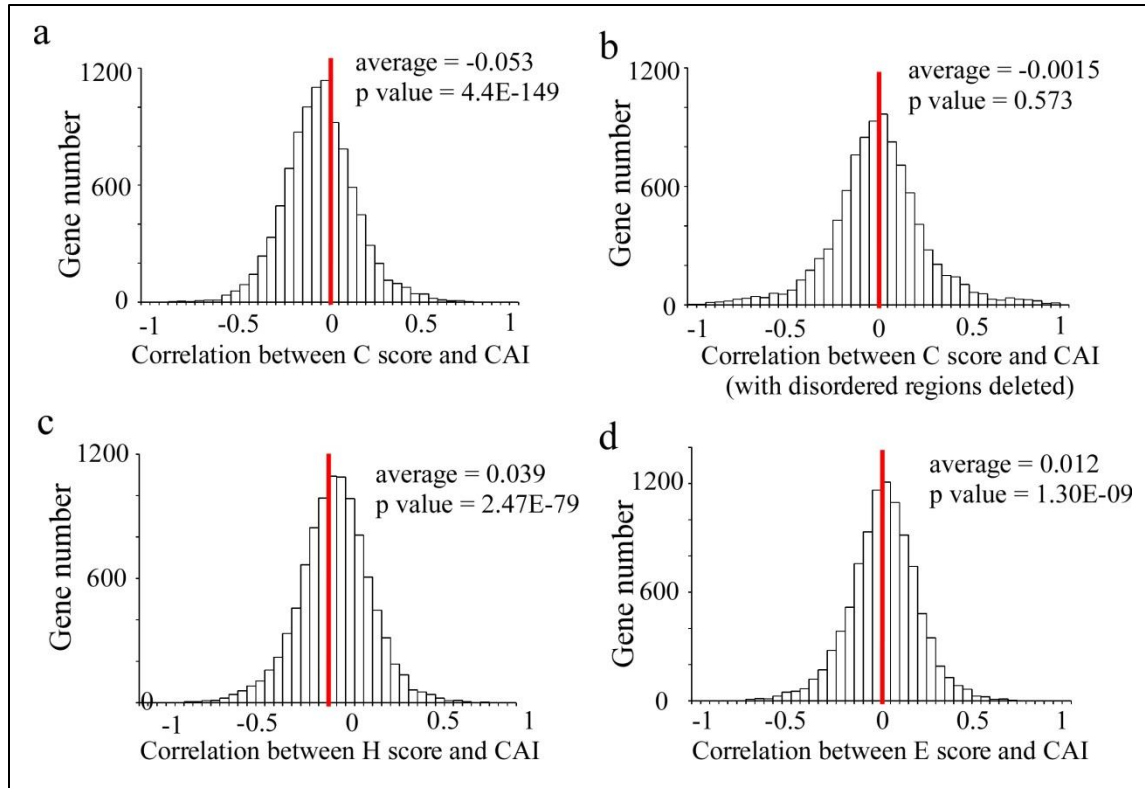 a
average = -0.053
p value = 4.4E-149
Gene number
1200
600
0
-1 -0.5 0 0.5 1
Correlation between C score and CAI
b
average = -0.0015
p value = 0.573
Gene number
1200
600
0
-1 -0.5 0 0.5 1
Correlation between C score and CAI
(with disordered regions deleted)
c
average = 0.039
p value = 2.47E-79
Gene number
1200
600
0
-1 -0.5 0 0.5 1
Correlation between H score and CAI
d
average = 0.012
p value = 1.30E-09
Gene number
1200
600
0
-1 -0.5 0 0.5 1
Correlation between E score and CAI